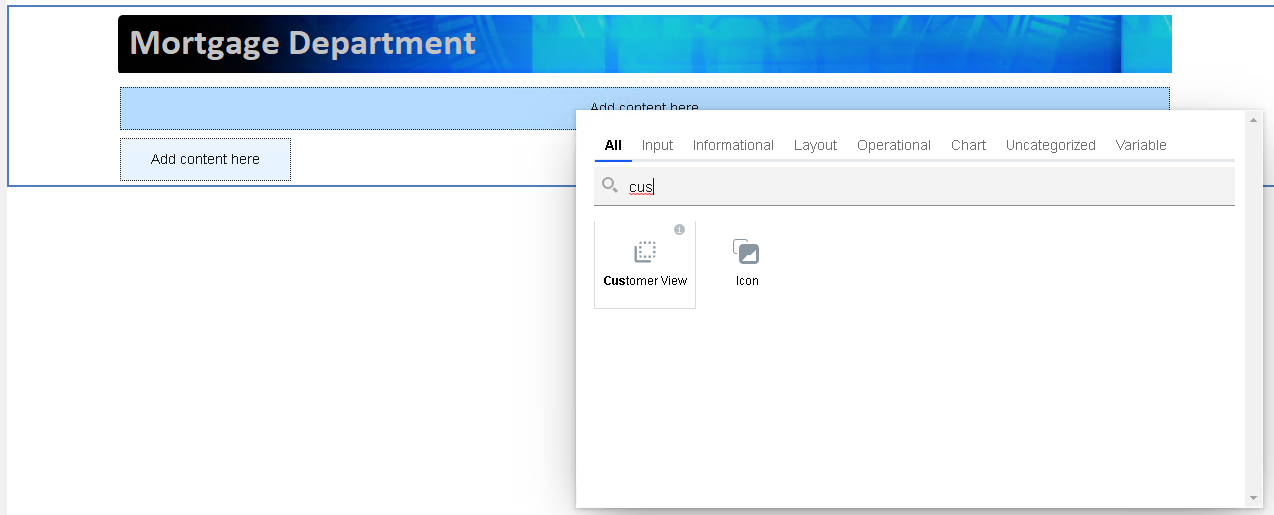 Mortgage Department
Add content here
Add content here
All Input Informational Layout Operational Chart Uncategorized Variable
cus
Customer View Icon